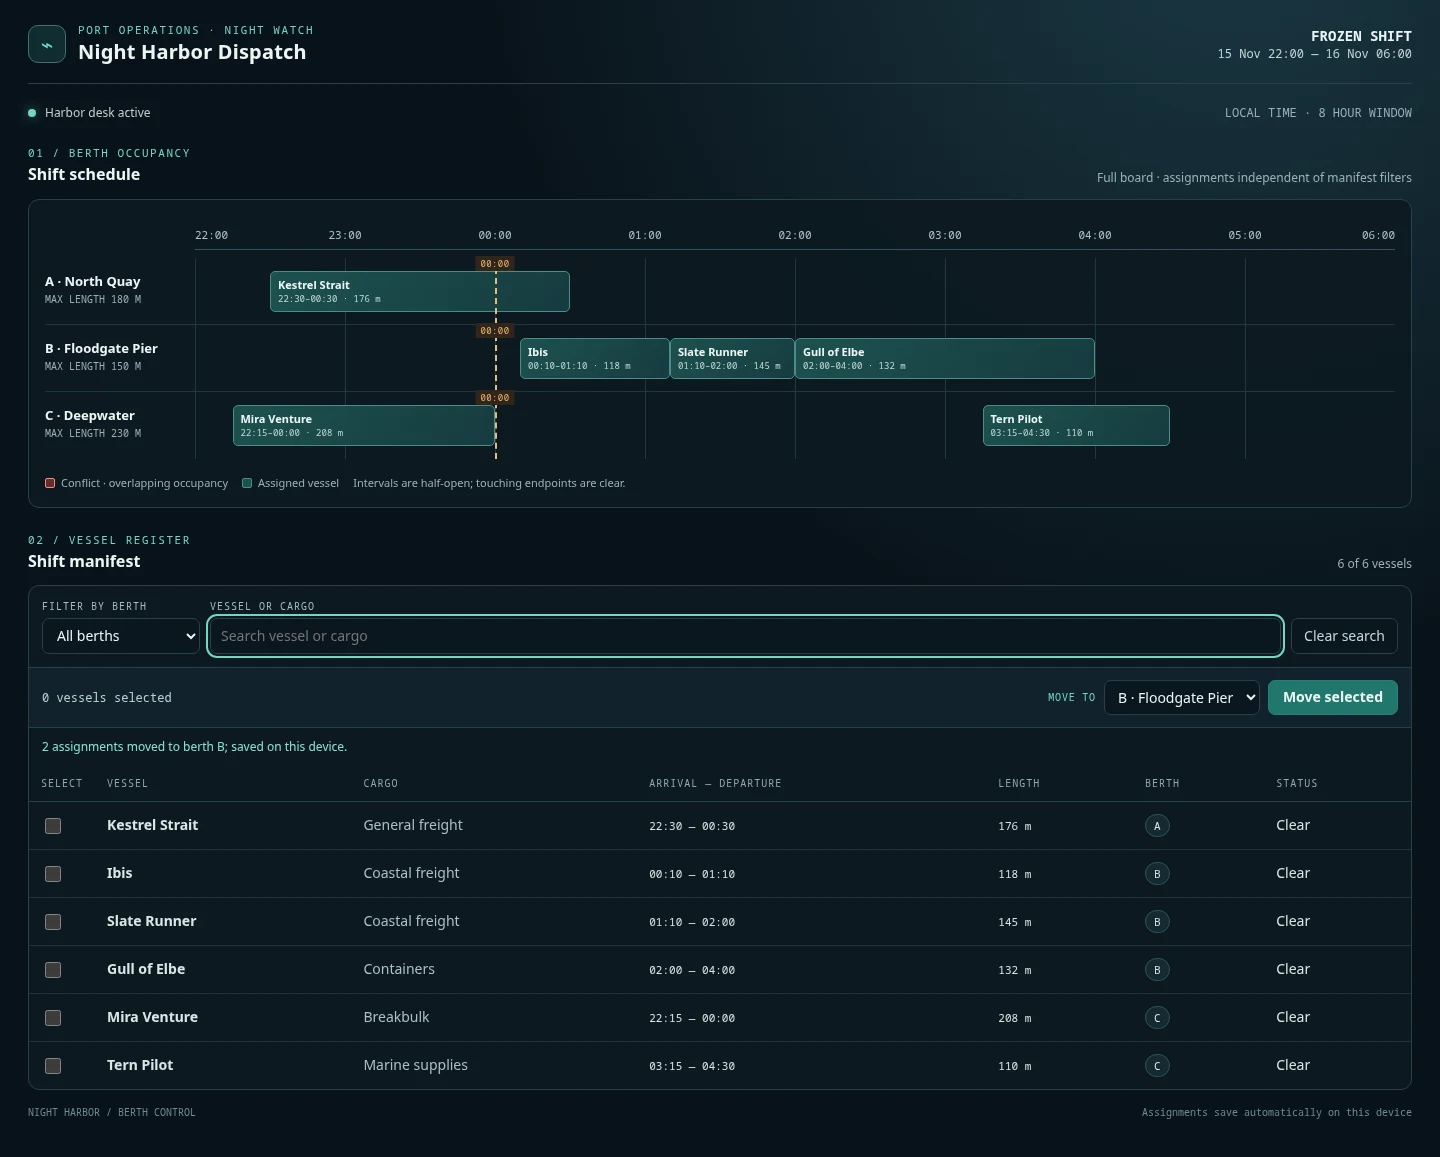 PORT OPERATIONS · NIGHT WATCH
Night Harbor Dispatch
FROZEN SHIFT
15 Nov 22:00 — 16 Nov 06:00
Harbor desk active
LOCAL TIME · 8 HOUR WINDOW
01 / BERTH OCCUPANCY
Shift schedule
Full board · assignments independent of manifest filters
22:00 23:00 00:00 01:00 02:00 03:00 04:00 05:00 06:00
00:00
A · North Quay
MAX LENGTH 180 M
Kestrel Strait
22:30–00:30 · 176 m
00:00
B · Floodgate Pier
MAX LENGTH 150 M
Ibis
00:10–01:10 · 118 m
Slate Runner
01:10–02:00 · 145 m
Gull of Elbe
02:00–04:00 · 132 m
00:00
C · Deepwater
MAX LENGTH 230 M
Mira Venture
22:15–00:00 · 208 m
Tern Pilot
03:15–04:30 · 110 m
Conflict · overlapping occupancy Assigned vessel Intervals are half-open; touching endpoints are clear.
02 / VESSEL REGISTER
Shift manifest
6 of 6 vessels
FILTER BY BERTH VESSEL OR CARGO
All berths Search vessel or cargo Clear search
0 vessels selected MOVE TO B · Floodgate Pier Move selected
2 assignments moved to berth B; saved on this device.
SELECT VESSEL CARGO ARRIVAL — DEPARTURE LENGTH BERTH STATUS
Kestrel Strait General freight 22:30 — 00:30 176 m A Clear
Ibis Coastal freight 00:10 — 01:10 118 m B Clear
Slate Runner Coastal freight 01:10 — 02:00 145 m B Clear
Gull of Elbe Containers 02:00 — 04:00 132 m B Clear
Mira Venture Breakbulk 22:15 — 00:00 208 m C Clear
Tern Pilot Marine supplies 03:15 — 04:30 110 m C Clear
NIGHT HARBOR / BERTH CONTROL
Assignments save automatically on this device